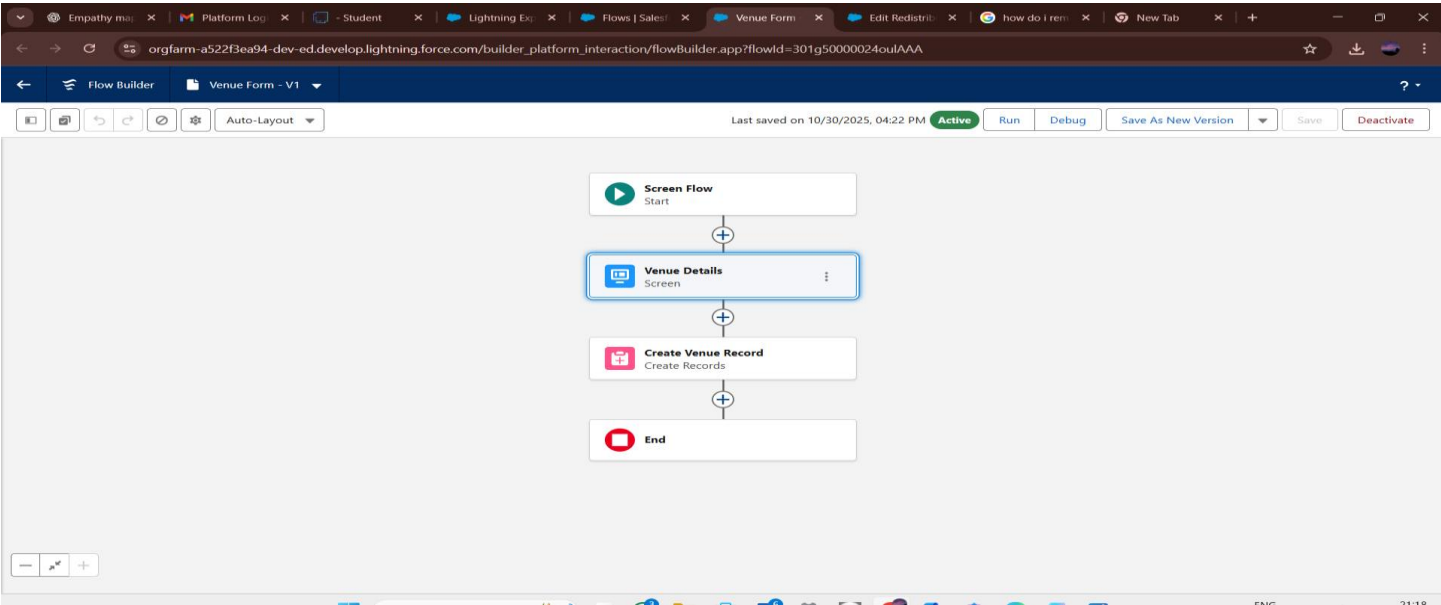 Empathy ma
Platform Log
- Student
Lightning Exp
Flows | Salesf
Venue Form
Edit Redistrib
how do i rem
New Tab
orgfarm-a522f3ea94-dev-ed.develop.lightning.force.com/builder_platform_interaction/flowBuilder.app?flowId=301g50000024oulAAA
Flow Builder
Venue Form - V1
?
Auto-Layout
Last saved on 10/30/2025, 04:22 PM
Active
Run
Debug
Save As New Version
Save
Deactivate
Screen Flow
Start
Venue Details
Screen
Create Venue Record
Create Records
End
ENG
21:18